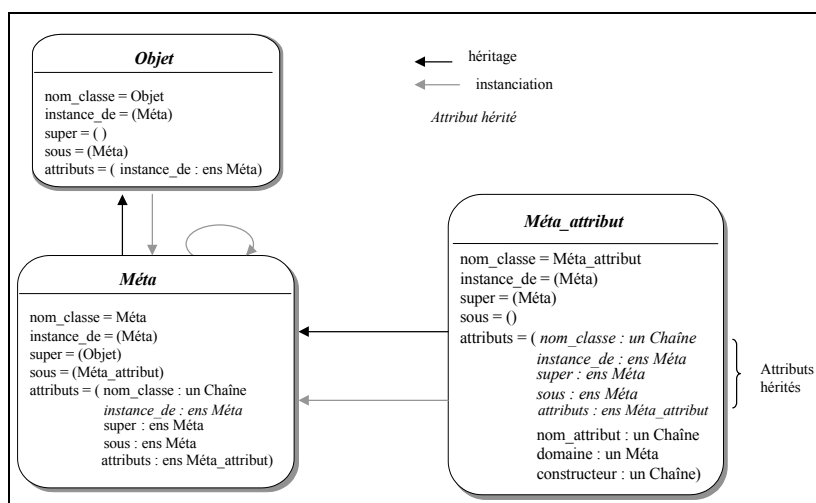 Objet
nom_classe = Objet
instance_de = (Méta)
super = ( )
sous = (Méta)
attributs = ( instance_de : ens Méta)
héritage
instanciation
Attribut hérité
Méta
nom_classe = Méta
instance_de = (Méta)
super = (Objet)
sous = (Méta_attribut)
attributs = ( nom_classe : un Chaîne
instance_de : ens Méta
super : ens Méta
sous : ens Méta
attributs : ens Méta_attribut)
Méta_attribut
nom_classe = Méta_attribut
instance_de = (Méta)
super = (Méta)
sous = ()
attributs = ( nom_classe : un Chaîne
instance_de : ens Méta
super : ens Méta
sous : ens Méta
attributs : ens Méta_attribut
nom_attribut : un Chaîne
domaine : un Méta
constructeur : un Chaîne)
Attributs
hérités